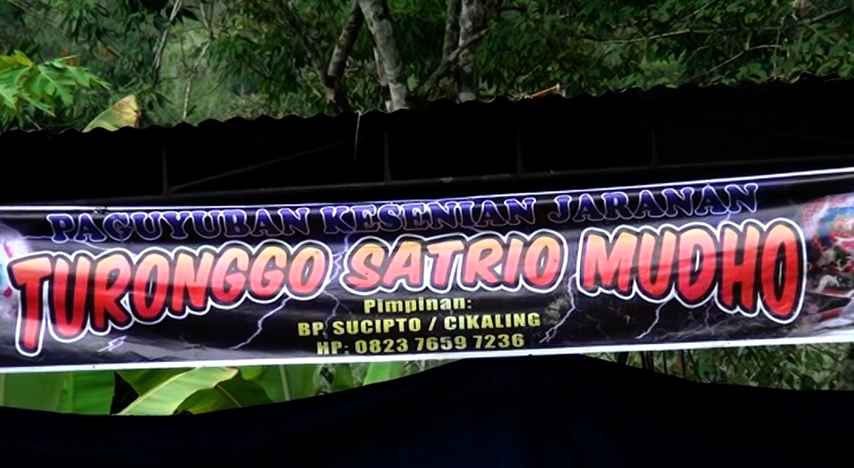 PAGUYUBAN KESENIAN JARANAN
TURONGGO SATRIO MUDHO
Pimpinan:
BP. SUCIPTO / CIKALING
HP: 0823 7659 7236